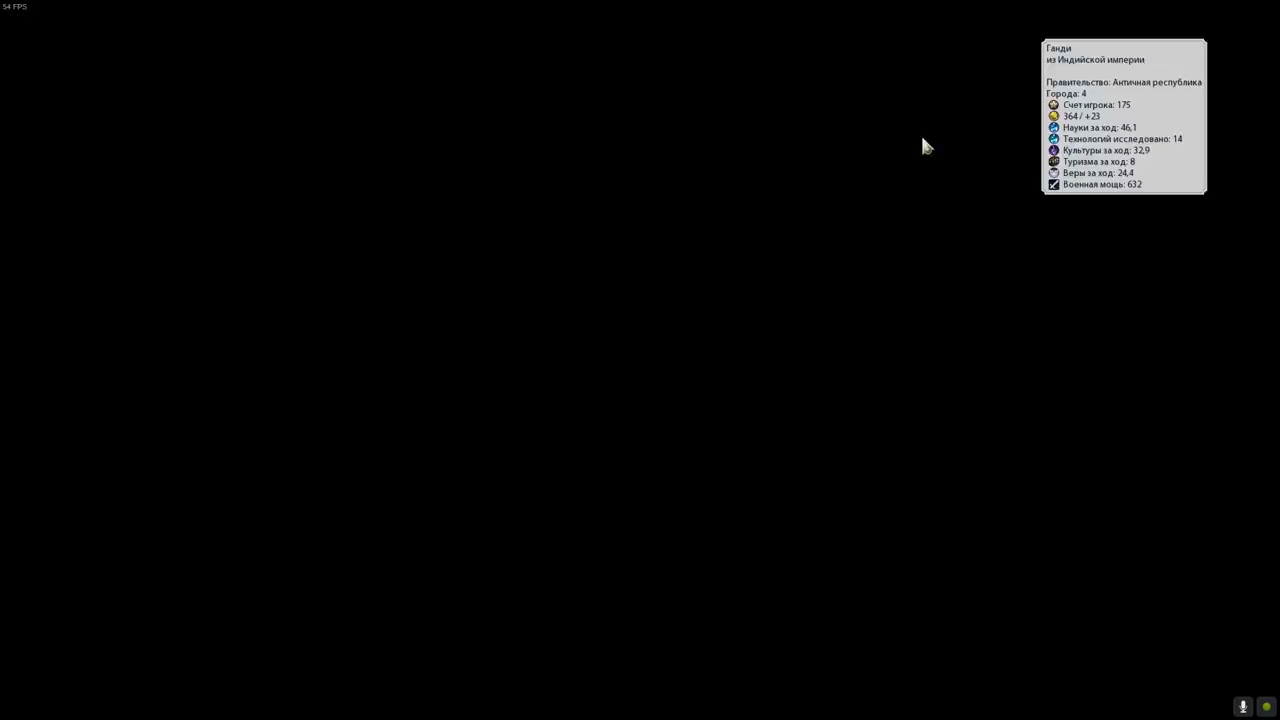 54 FPS
Ганди
из Индийской империи
Правительство: Античная республика
Города: 4
Счет игрока: 175
364 / +23
Науки за ход: 46,1
Технологий исследовано: 14
Культуры за ход: 32,9
Туризма за ход: 8
Веры за ход: 24,4
Военная мощь: 632